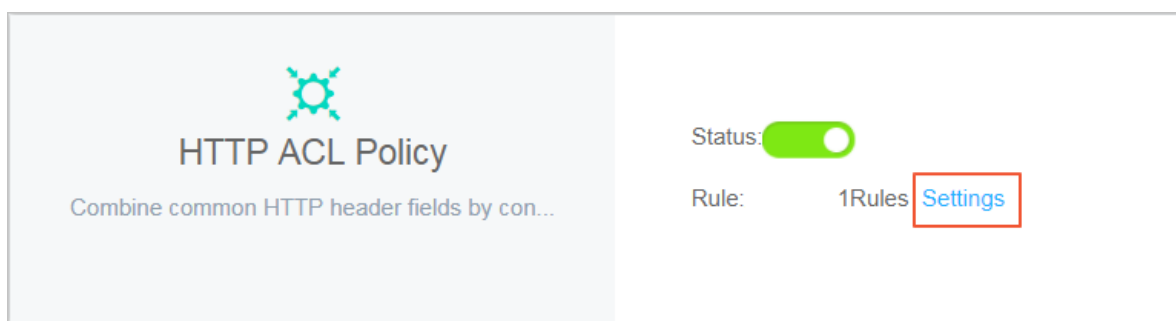 HTTP ACL Policy
Combine common HTTP header fields by con...
Status:
Rule: 1Rules Settings